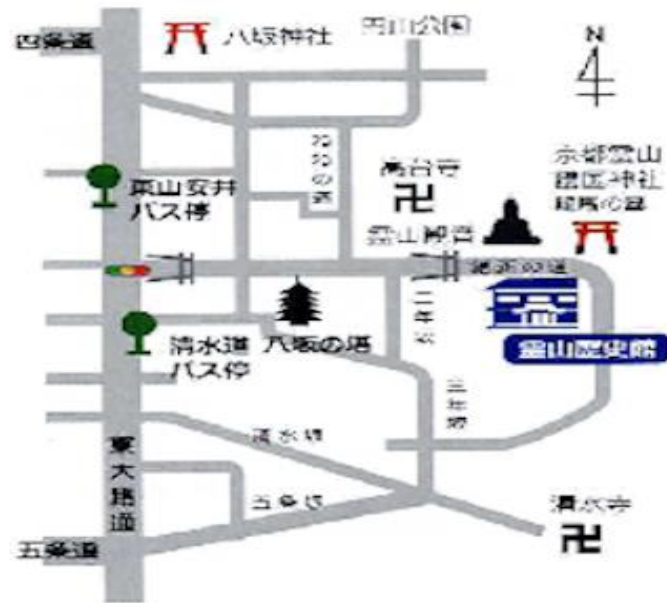 四条道
八坂神社
円山公園
N
東山安井
バス停
ねねの道
高台寺
京都霊山
護国神社
龍馬の墓
霊山観音
維新の道
清水道
バス停
八坂の塔
二年坂
霊山歴史館
三年坂
東大路通
清水坂
五条坂
清水寺
五条道